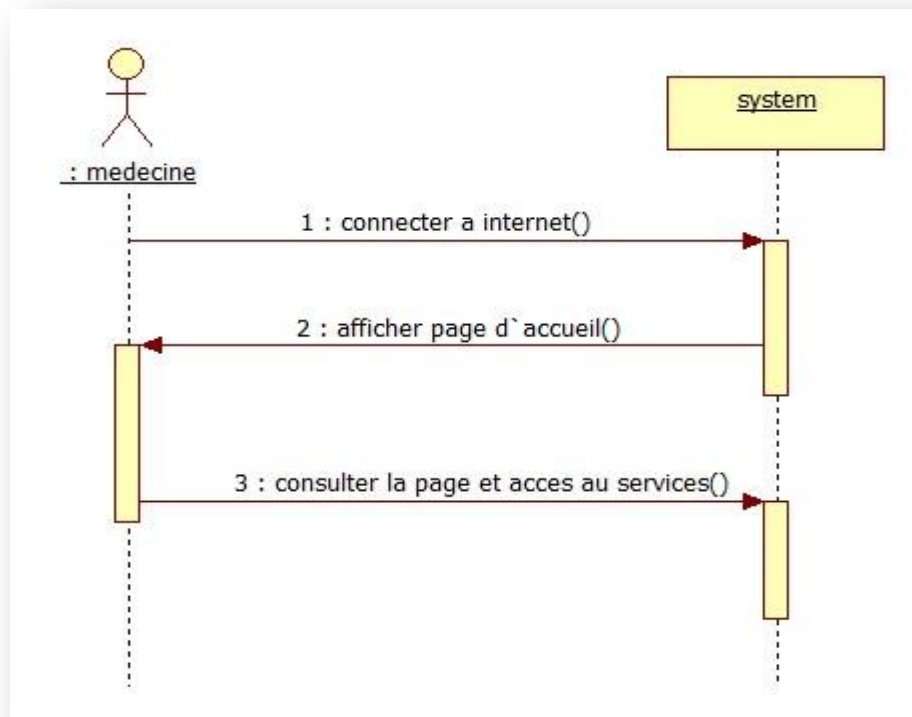 system
: medecine
1 : connecter a internet()
2 : afficher page d`accueil()
3 : consulter la page et acces au services()